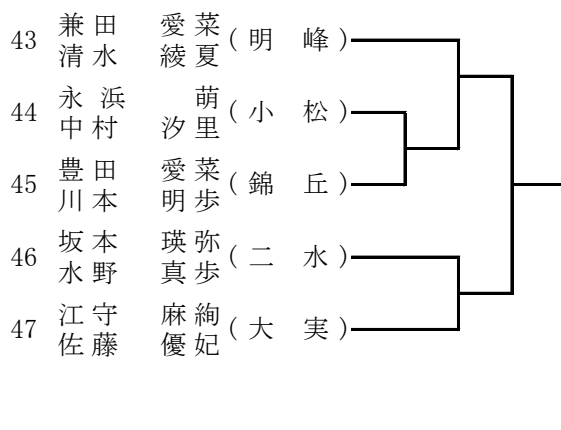 43 兼田 愛菜 (明 峰)
清水 綾夏
44 永浜 萌 (小 松)
中村 汐里
45 豊田 愛菜 (錦 丘)
川本 明歩
46 坂本 瑛弥 (二 水)
水野 真歩
47 江守 麻絢 (大 実)
佐藤 優妃